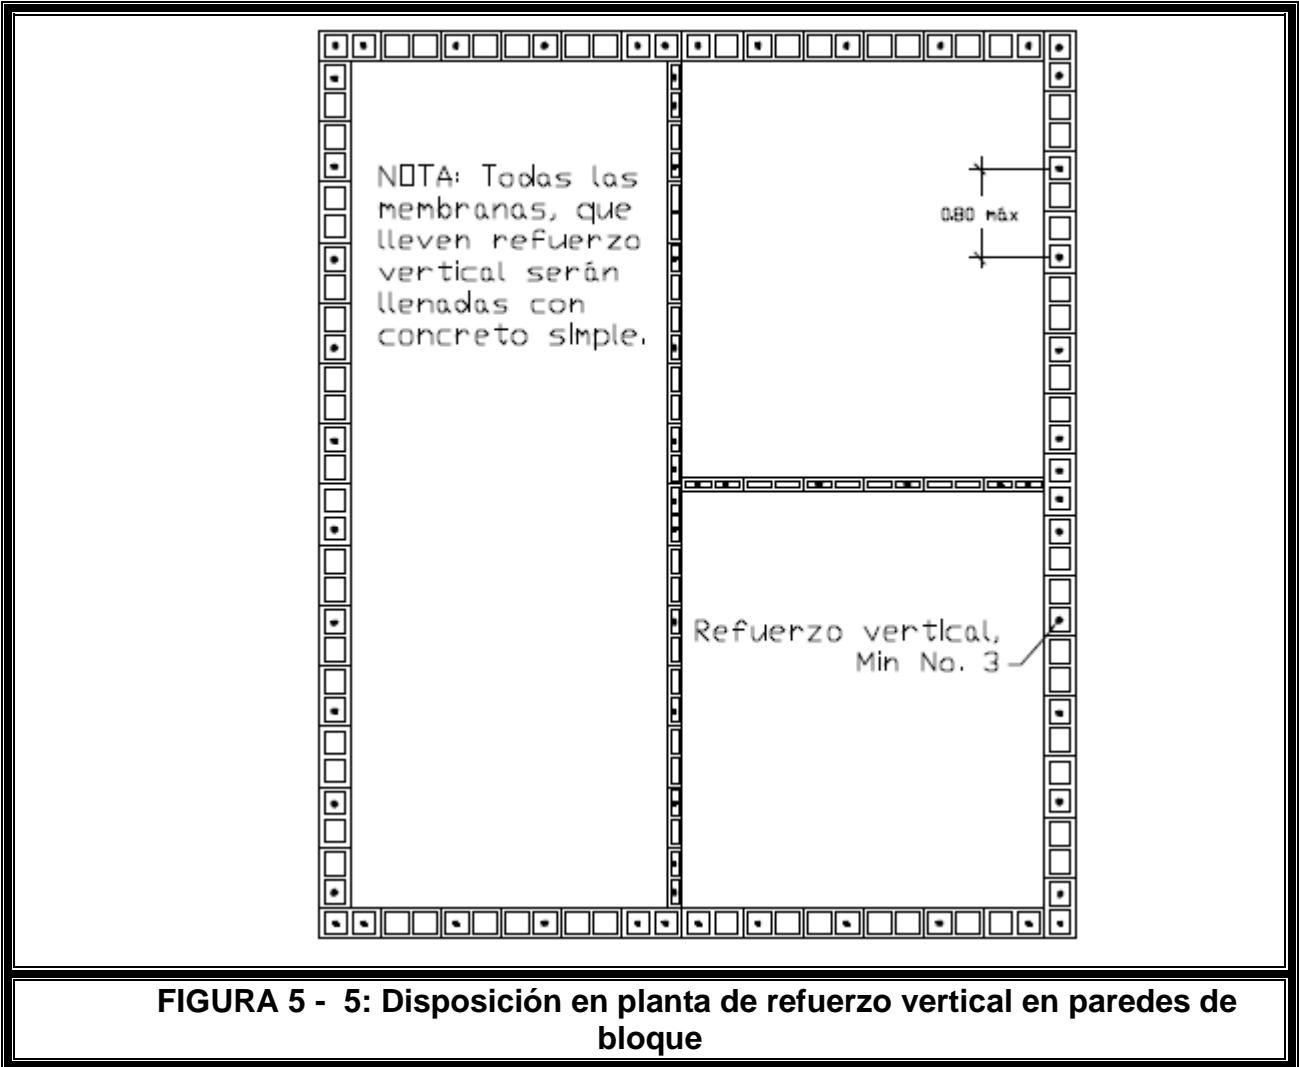 NOTA: Todas las
membranas, que
lleven refuerzo
vertical serán
llenadas con
concreto simple.
0.80 máx
Refuerzo vertical,
Min No. 3
FIGURA 5 - 5: Disposición en planta de refuerzo vertical en paredes de
bloque